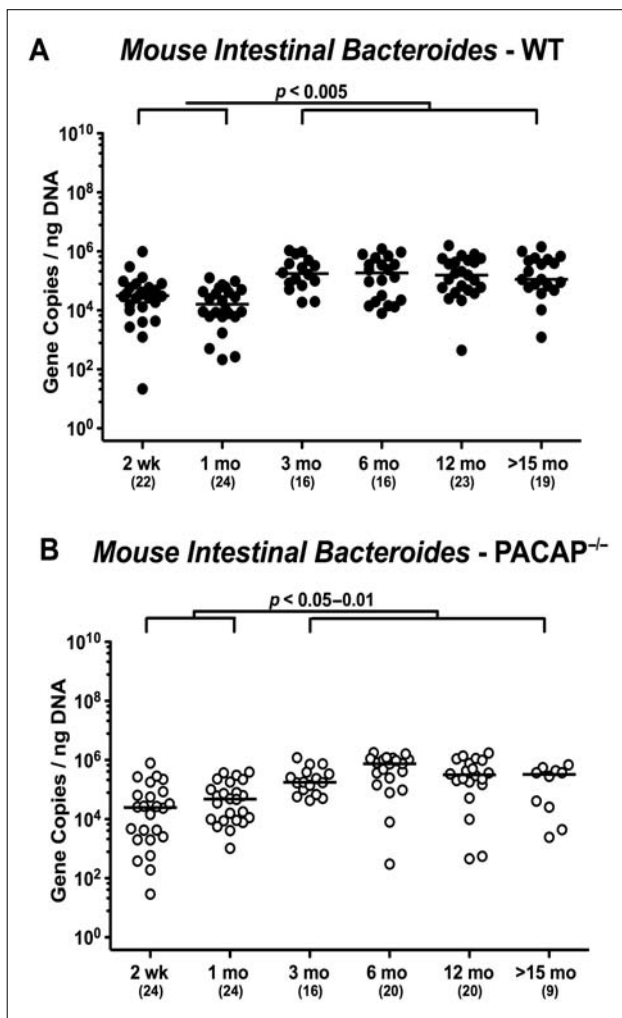 A Mouse Intestinal Bacteroides - WT
p < 0.005
Gene Copies / ng DNA
10^10
10^8
10^6
10^4
10^2
10^0
2 wk 1 mo 3 mo 6 mo 12 mo >15 mo
(22) (24) (16) (16) (23) (19)
B Mouse Intestinal Bacteroides - PACAP^–/–
p < 0.05–0.01
Gene Copies / ng DNA
10^10
10^8
10^6
10^4
10^2
10^0
2 wk 1 mo 3 mo 6 mo 12 mo >15 mo
(24) (24) (16) (20) (20) (9)